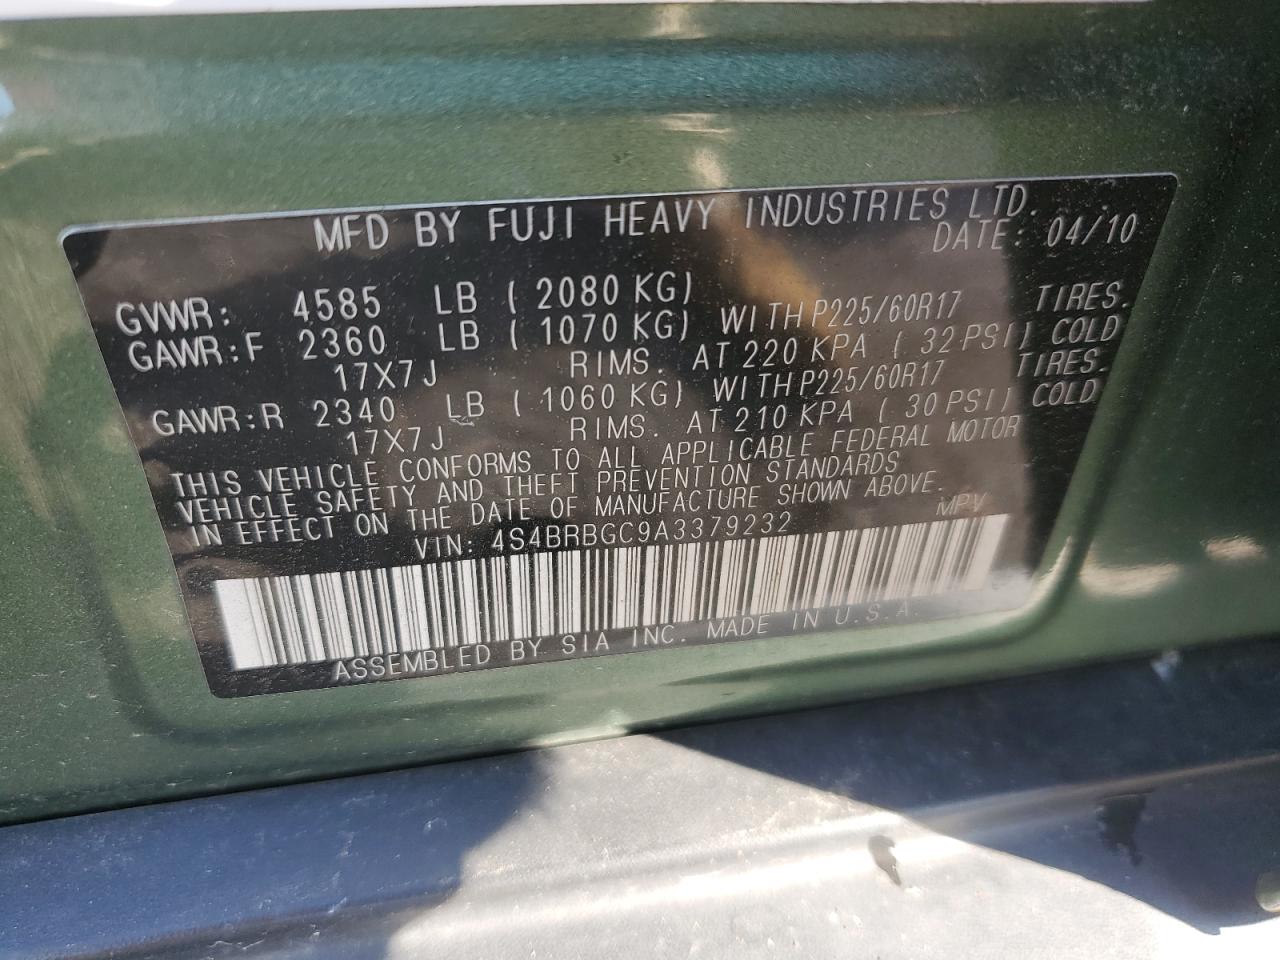 MFD BY FUJI HEAVY INDUSTRIES LTD.
DATE: 04/10
GVWR: 4585 LB ( 2080 KG)
GAWR:F 2360 LB ( 1070 KG) WITH P225/60R17 TIRES.
17X7J RIMS. AT 220 KPA ( 32 PSI) COLD
GAWR:R 2340 LB ( 1060 KG) WITH P225/60R17 TIRES.
17X7J RIMS. AT 210 KPA ( 30 PSI) COLD
THIS VEHICLE CONFORMS TO ALL APPLICABLE FEDERAL MOTOR
VEHICLE SAFETY AND THEFT PREVENTION STANDARDS
IN EFFECT ON THE DATE OF MANUFACTURE SHOWN ABOVE.
VIN: 4S4BRBGC9A3379232 MPV
ASSEMBLED BY SIA INC. MADE IN U.S.A.